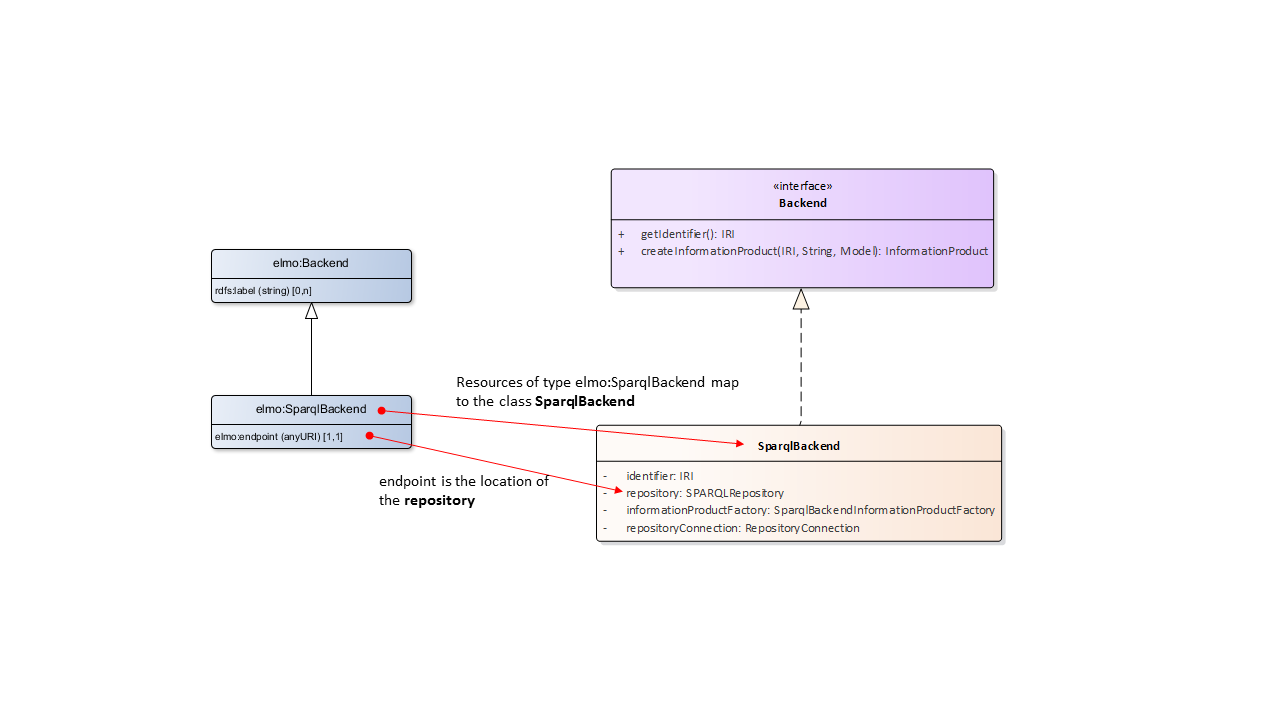 «interface»
Backend
+ getIdentifier(): IRI
+ createInformationProduct(IRI, String, Model): InformationProduct
elmo:Backend
rdfs:label (string) [0,n]
Resources of type elmo:SparqlBackend map
to the class SparqlBackend
elmo:SparqlBackend
elmo:endpoint (anyURI) [1,1]
endpoint is the location of
the repository
SparqlBackend
- identifier: IRI
- repository: SPARQLRepository
- informationProductFactory: SparqlBackendInformationProductFactory
- repositoryConnection: RepositoryConnection